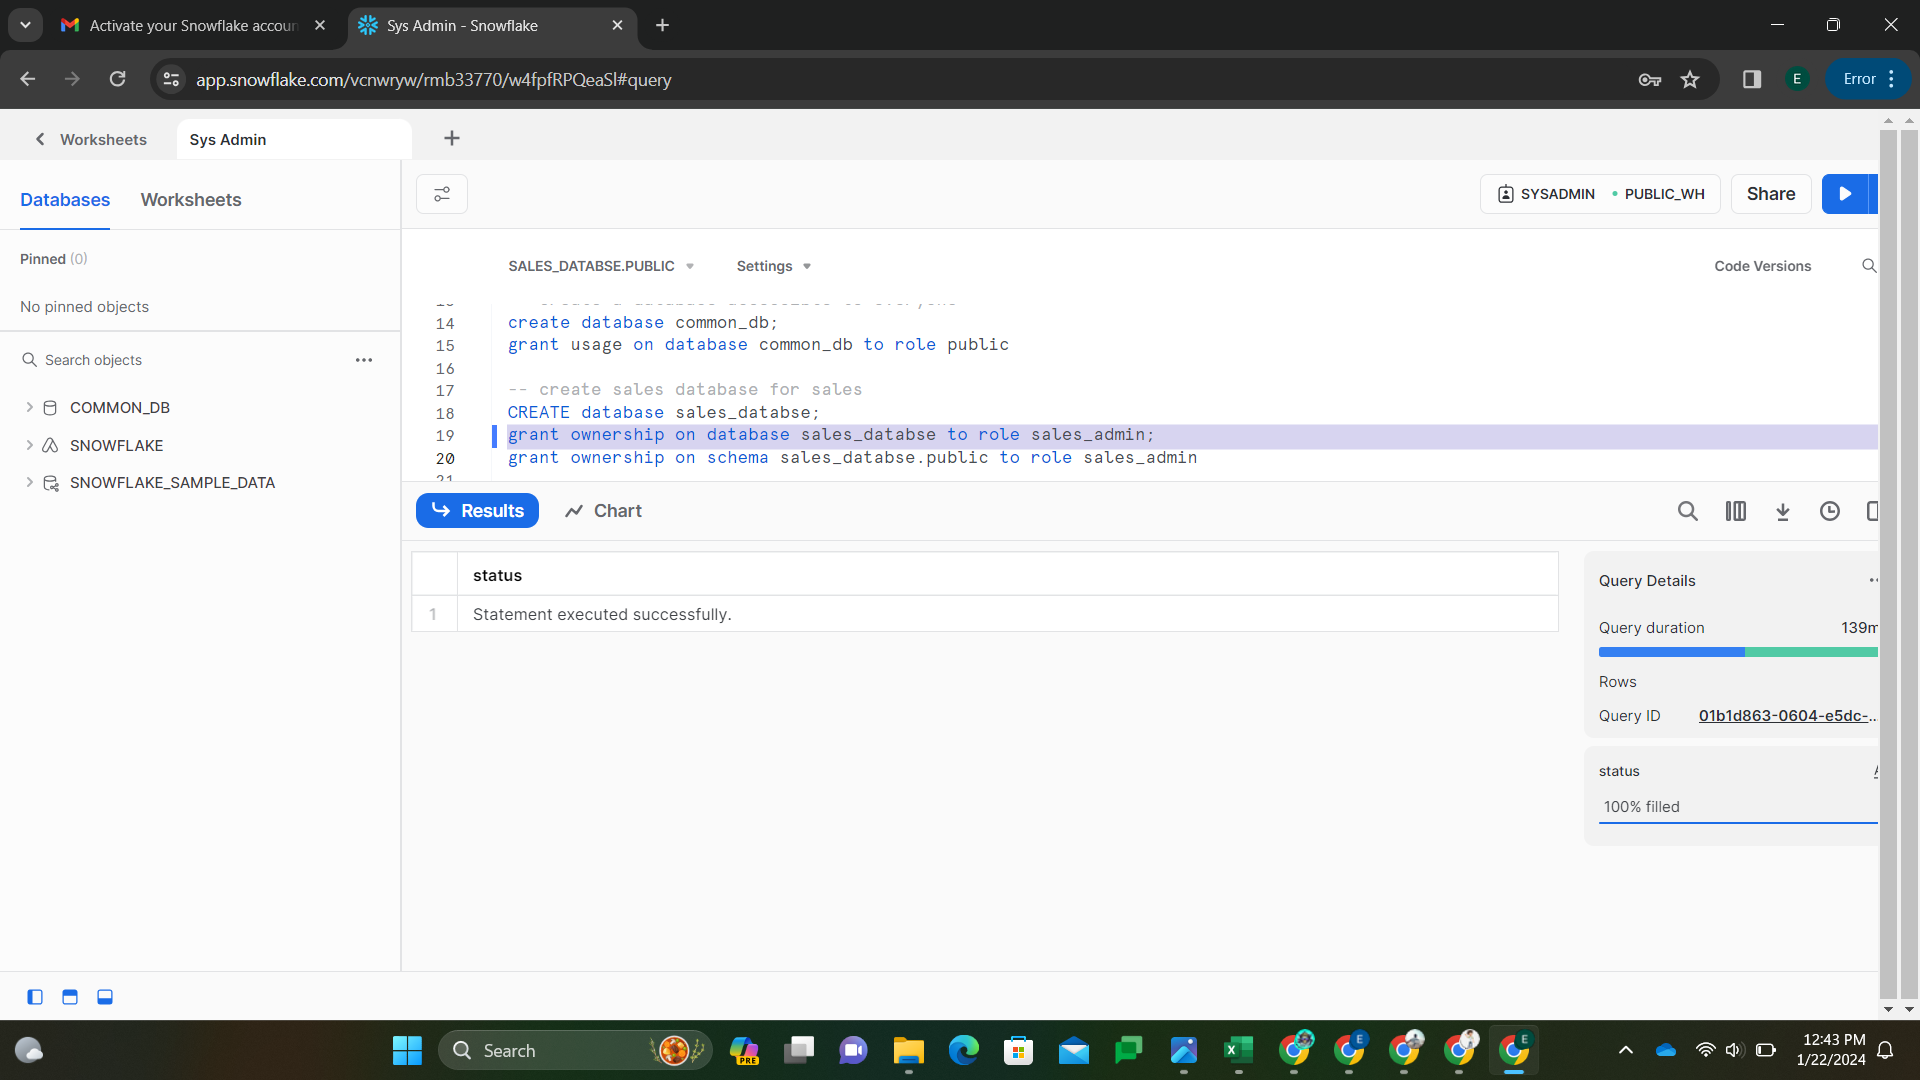 Activate your Snowflake accoun
Sys Admin - Snowflake
app.snowflake.com/vcnwryw/rmb33770/w4fpfRPQeaSl#query
E
Error
Worksheets
Sys Admin
Databases
Worksheets
SYSADMIN
PUBLIC_WH
Share
Pinned (0)
No pinned objects
SALES_DATABSE.PUBLIC
Settings
Code Versions
Search objects
COMMON_DB
SNOWFLAKE
SNOWFLAKE_SAMPLE_DATA
14 create database common_db;
15 grant usage on database common_db to role public
16
17 -- create sales database for sales
18 CREATE database sales_databse;
19 grant ownership on database sales_databse to role sales_admin;
20 grant ownership on schema sales_databse.public to role sales_admin
21
Results
Chart
status
1 Statement executed successfully.
Query Details
Query duration 139m
Rows
Query ID 01b1d863-0604-e5dc-...
status
100% filled
Search
PRE
E
E
12:43 PM
1/22/2024